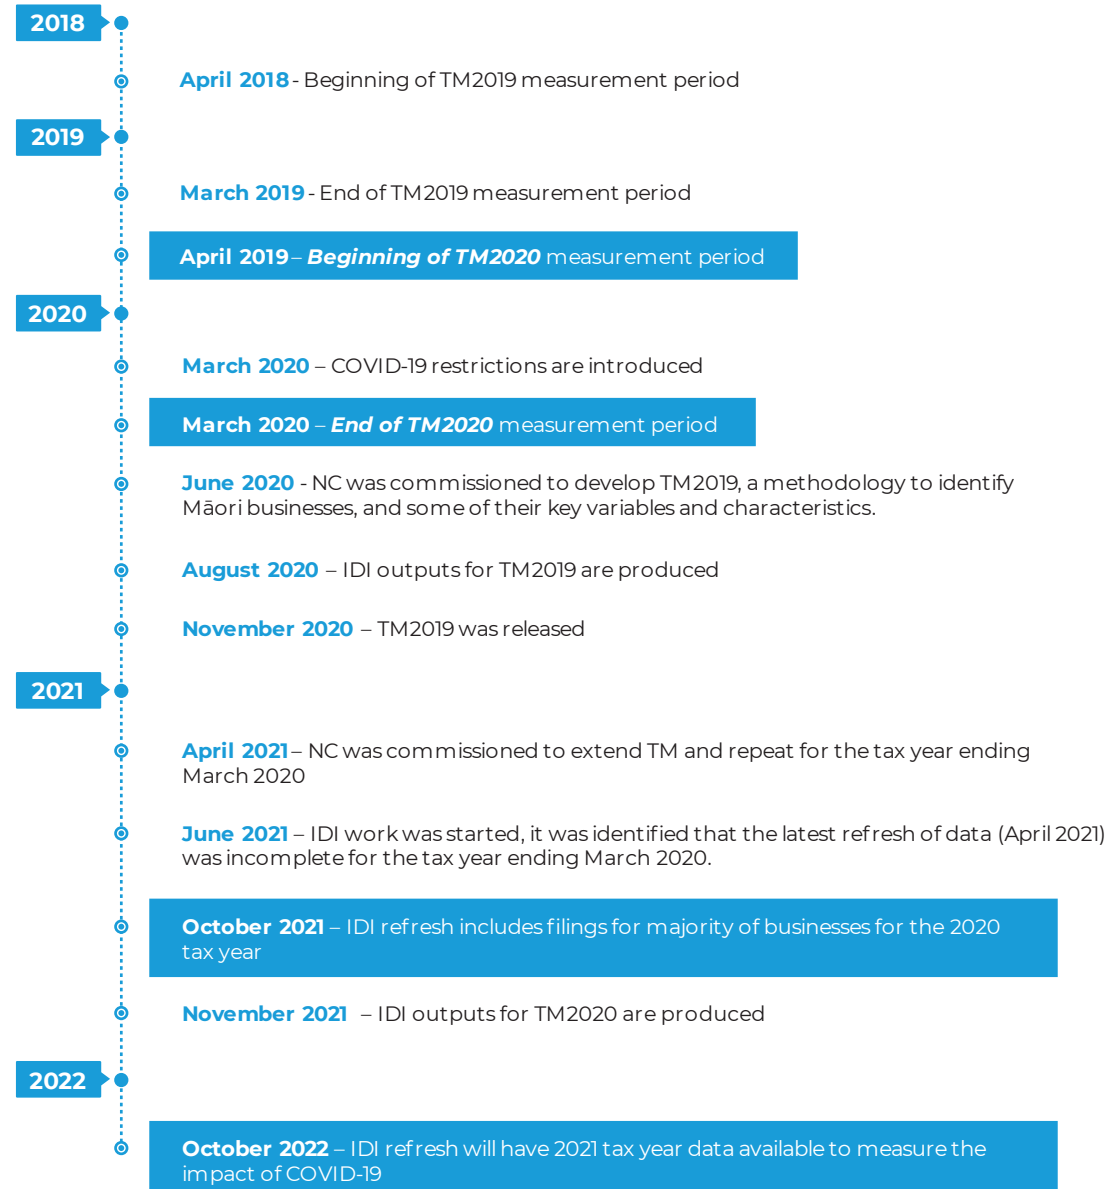 2018
April 2018 - Beginning of TM2019 measurement period
2019
March 2019 - End of TM2019 measurement period
April 2019 – Beginning of TM2020 measurement period
2020
March 2020 – COVID-19 restrictions are introduced
March 2020 – End of TM2020 measurement period
June 2020 - NC was commissioned to develop TM2019, a methodology to identify
Māori businesses, and some of their key variables and characteristics.
August 2020 – IDI outputs for TM2019 are produced
November 2020 – TM2019 was released
2021
April 2021 – NC was commissioned to extend TM and repeat for the tax year ending
March 2020
June 2021 – IDI work was started, it was identified that the latest refresh of data (April 2021)
was incomplete for the tax year ending March 2020.
October 2021 – IDI refresh includes filings for majority of businesses for the 2020
tax year
November 2021 – IDI outputs for TM2020 are produced
2022
October 2022 – IDI refresh will have 2021 tax year data available to measure the
impact of COVID-19